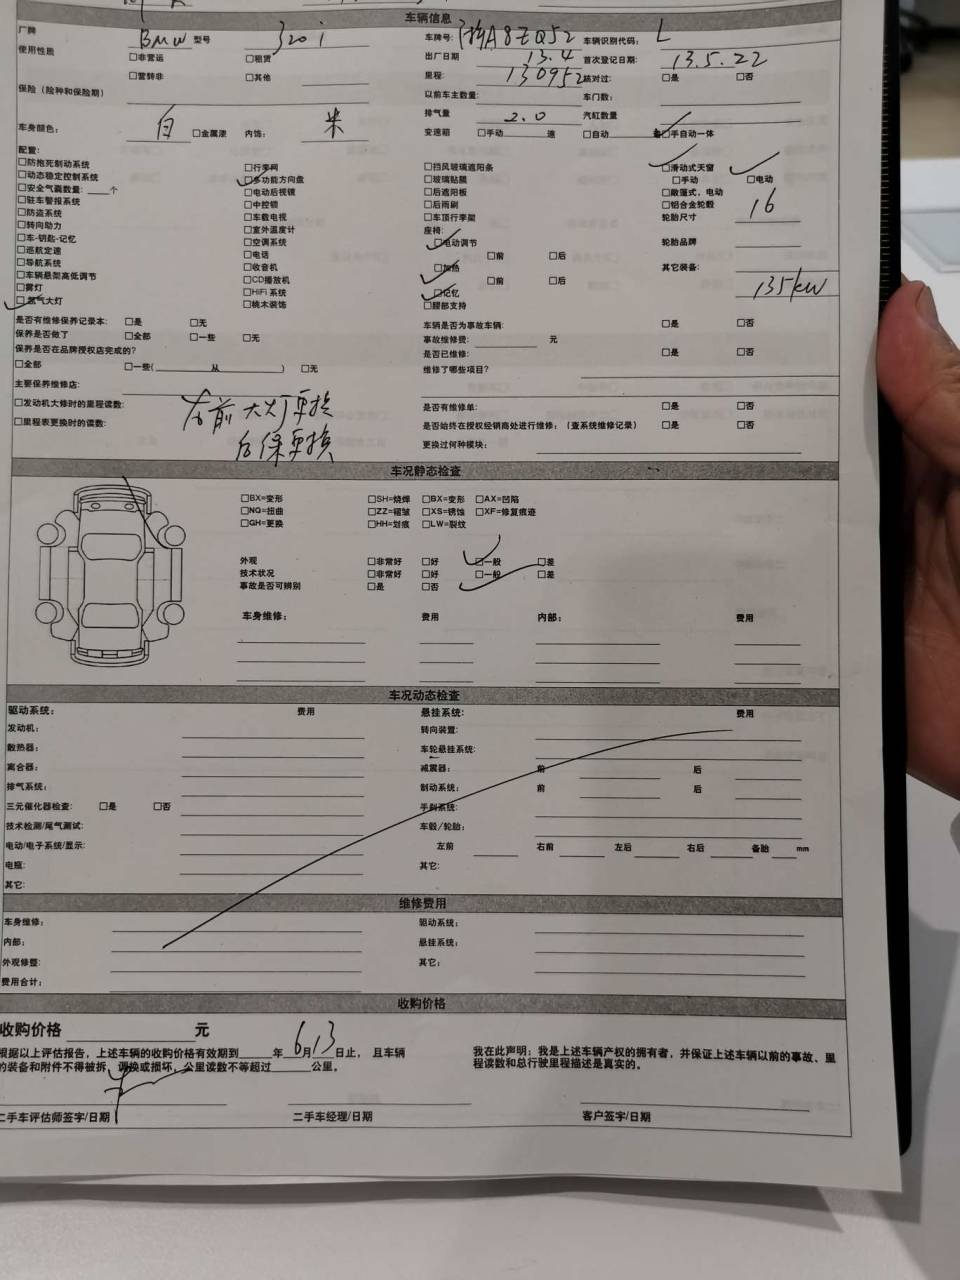 车辆信息
厂牌 BMW 型号 320i 车牌号: 浙A8ZQ52 车辆识别代码: L
使用性质 □非营运 □租赁 出厂日期 13.4 首次登记日期: 13.5.22
□营转非 □其他 里程: 130952 核对过: □是 □否
保险（险种和保险期） 以前车主数量: 车门数:
排气量 2.0 汽缸数量
车身颜色: 白 □金属漆 内饰: 米 变速箱 □手动 速 □自动 □手自动一体
配置:
□防抱死制动系统 □行李网 □挡风玻璃遮阳条 □滑动式天窗
□动态稳定控制系统 □多功能方向盘 □玻璃贴膜 □手动 □电动
□安全气囊数量: 个 □电动后视镜 □后遮阳板 □敞篷式，电动
□驻车警报系统 □中控锁 □后雨刷 □铝合金轮毂
□防盗系统 □车载电视 □车顶行李架 轮胎尺寸 16
□转向助力 □室外温度计 座椅:
□车-钥匙-记忆 □空调系统 □电动调节 轮胎品牌
□巡航定速 □电话 □前 □后
□导航系统 □收音机 □加热 其它装备:
□车辆悬架高低调节 □CD播放机 □前 □后 135kw
□雾灯 □HiFi系统 □记忆
□氙气大灯 □桃木装饰 □腰部支持
是否有维修保养记录本: □是 □无 车辆是否为事故车辆: □是 □否
保养是否做了 □全部 □一些 □无 事故维修费: 元
保养是否在品牌授权店完成的? 是否已维修: □是 □否
□全部 □一些( 从 ) □无 维修了哪些项目?
主要保养维修店:
□发动机大修时的里程读数: 右前大灯更换 是否有维修单: □是 □否
□里程表更换时的读数: 后保更换 是否始终在授权经销商处进行维修:（查系统维修记录） □是 □否
更换过何种模块:
车况静态检查
□BX=变形 □SH=烧焊 □BX=变形 □AX=凹陷
□NQ=扭曲 □ZZ=褶皱 □XS=锈蚀 □XF=修复痕迹
□GH=更换 □HH=划痕 □LW=裂纹
外观 □非常好 □好 □一般 □差
技术状况 □非常好 □好 □一般 □差
事故是否可辨别 □是 □否
车身维修: 费用 内部: 费用
车况动态检查
驱动系统: 费用 悬挂系统: 费用
发动机: 转向装置:
散热器: 车轮悬挂系统:
离合器: 减震器: 前 后
排气系统: 制动系统: 前 后
三元催化器检查: □是 □否 手刹系统:
技术检测/尾气测试: 车毂/轮胎:
电动/电子系统/显示: 左前 右前 左后 右后 备胎 mm
电瓶: 其它:
其它:
维修费用
车身维修: 驱动系统:
内部: 悬挂系统:
外观修整: 其它:
费用合计:
收购价格
收购价格 元
根据以上评估报告，上述车辆的收购价格有效期到 年 6 月 13 日止，且车辆
的装备和附件不得被拆，调换或损坏，公里读数不等超过 公里。
我在此声明：我是上述车辆产权的拥有者，并保证上述车辆以前的事故、里
程读数和总行驶里程描述是真实的。
二手车评估师签字/日期 二手车经理/日期 客户签字/日期